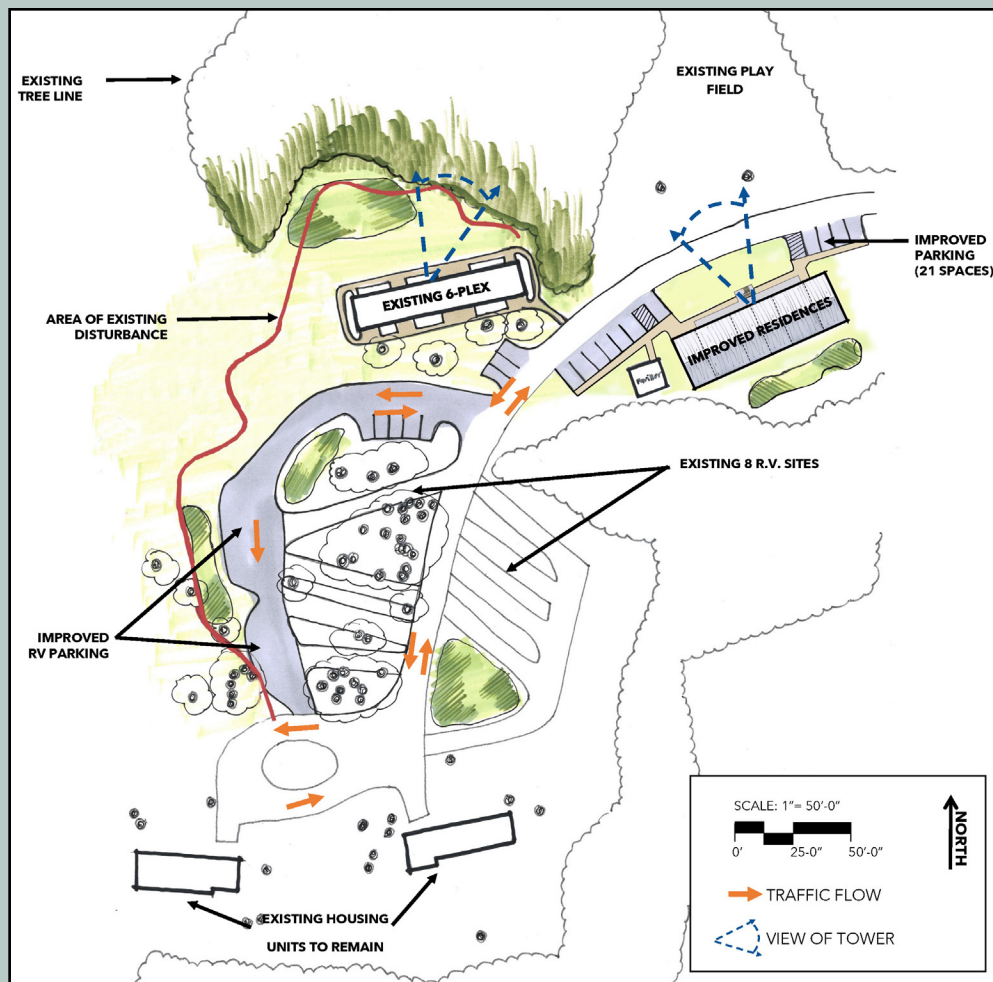 EXISTING
TREE LINE
EXISTING PLAY
FIELD
IMPROVED
PARKING
(21 SPACES)
EXISTING 6-PLEX
AREA OF EXISTING
DISTURBANCE
IMPROVED RESIDENCES
EXISTING 8 R.V. SITES
IMPROVED
RV PARKING
EXISTING HOUSING
UNITS TO REMAIN
SCALE: 1"= 50'-0"
0'
25-0"
50'-0"
NORTH
TRAFFIC FLOW
VIEW OF TOWER